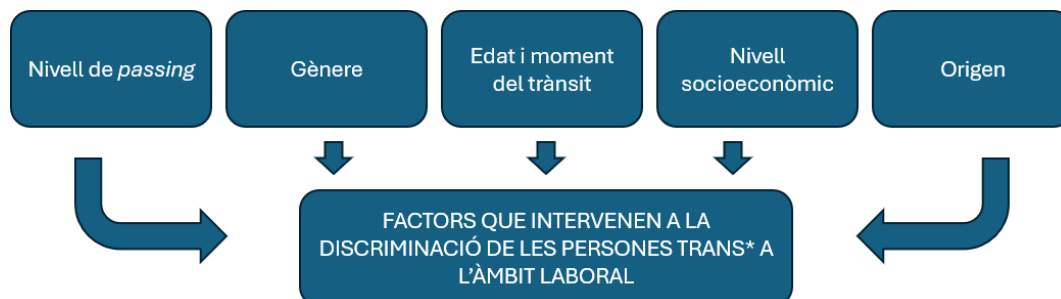 Nivell de passing
Gènere
Edat i moment
del trànsit
Nivell
socioeconòmic
Origen
FACTORS QUE INTERVENEN A LA
DISCRIMINACIÓ DE LES PERSONES TRANS* A
L'ÀMBIT LABORAL